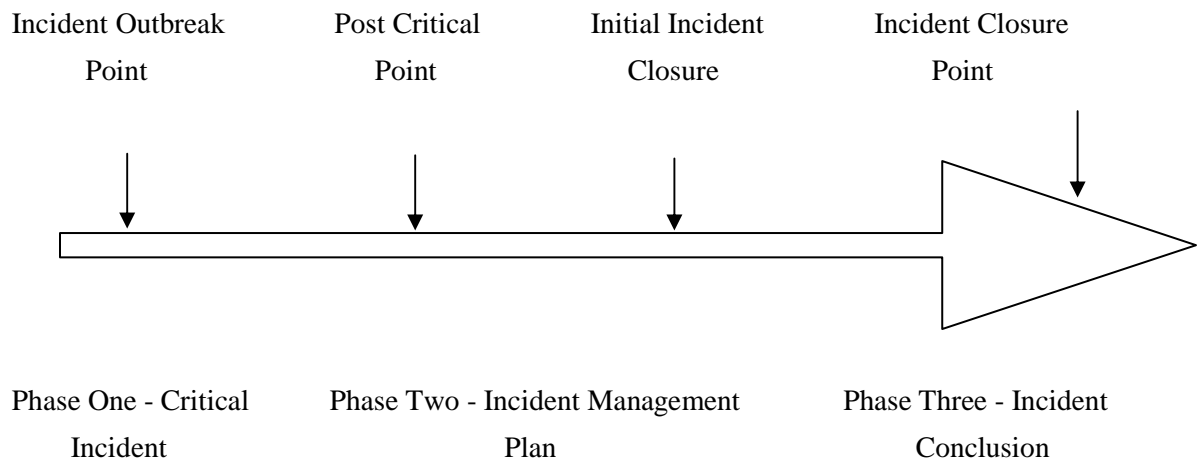 Incident Outbreak
Point
Post Critical
Point
Initial Incident
Closure
Incident Closure
Point
Phase One - Critical
Incident
Phase Two - Incident Management
Plan
Phase Three - Incident
Conclusion